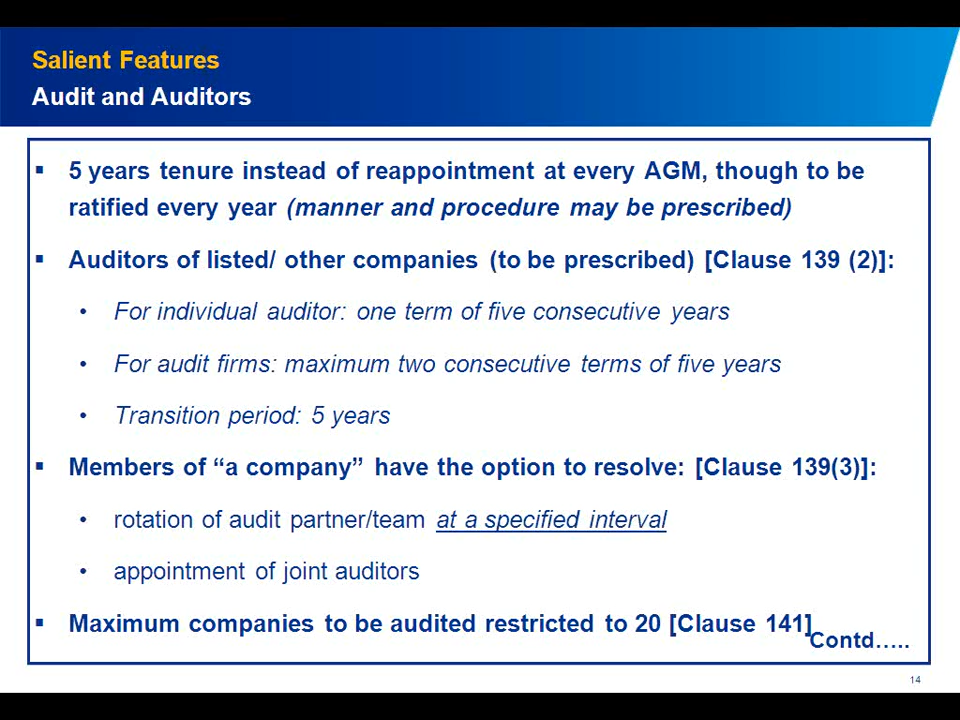 Salient Features
Audit and Auditors
▪ 5 years tenure instead of reappointment at every AGM, though to be
ratified every year (manner and procedure may be prescribed)
▪ Auditors of listed/ other companies (to be prescribed) [Clause 139 (2)]:
• For individual auditor: one term of five consecutive years
• For audit firms: maximum two consecutive terms of five years
• Transition period: 5 years
▪ Members of “a company” have the option to resolve: [Clause 139(3)]:
• rotation of audit partner/team at a specified interval
• appointment of joint auditors
▪ Maximum companies to be audited restricted to 20 [Clause 141]
Contd…..
14